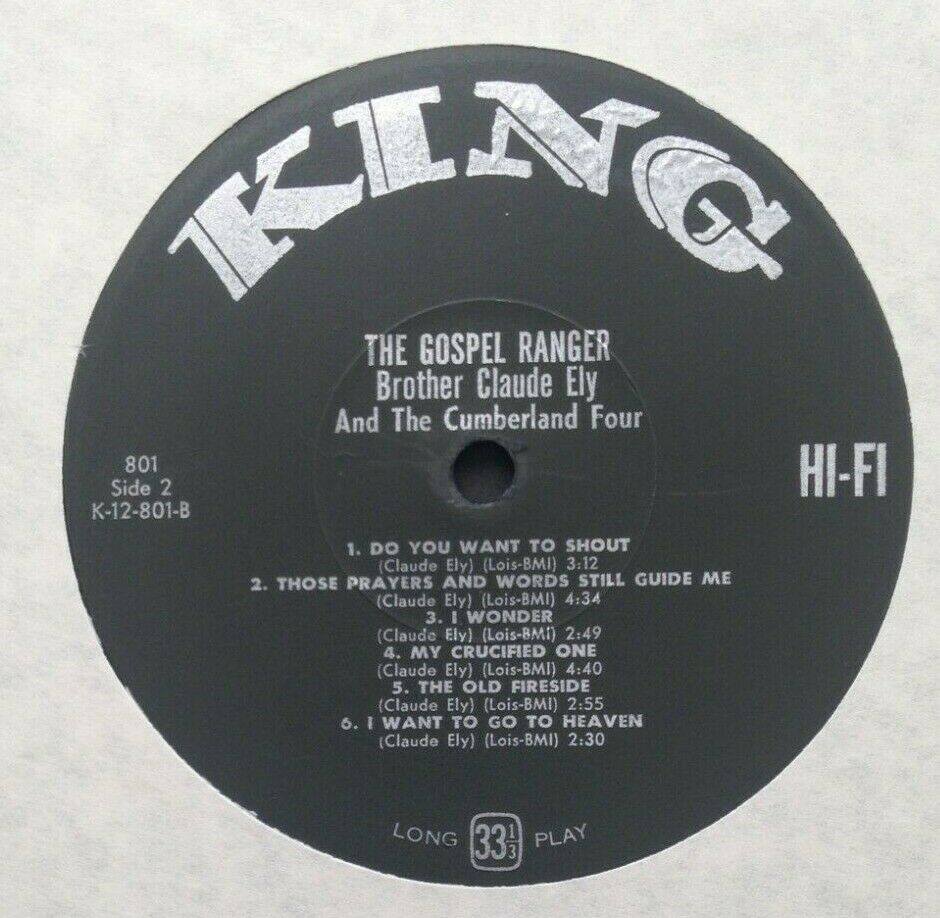 KING
THE GOSPEL RANGER
Brother Claude Ely
And The Cumberland Four
801
Side 2
K-12-801-B
HI-FI
1. DO YOU WANT TO SHOUT
(Claude Ely) (Lois-BMI) 3:12
2. THOSE PRAYERS AND WORDS STILL GUIDE ME
(Claude Ely) (Lois-BMI) 4:34
3. I WONDER
(Claude Ely) (Lois-BMI) 2:49
4. MY CRUCIFIED ONE
(Claude Ely) (Lois-BMI) 4:40
5. THE OLD FIRESIDE
(Claude Ely) (Lois-BMI) 2:55
6. I WANT TO GO TO HEAVEN
(Claude Ely) (Lois-BMI) 2:30
LONG 33 1/3 PLAY